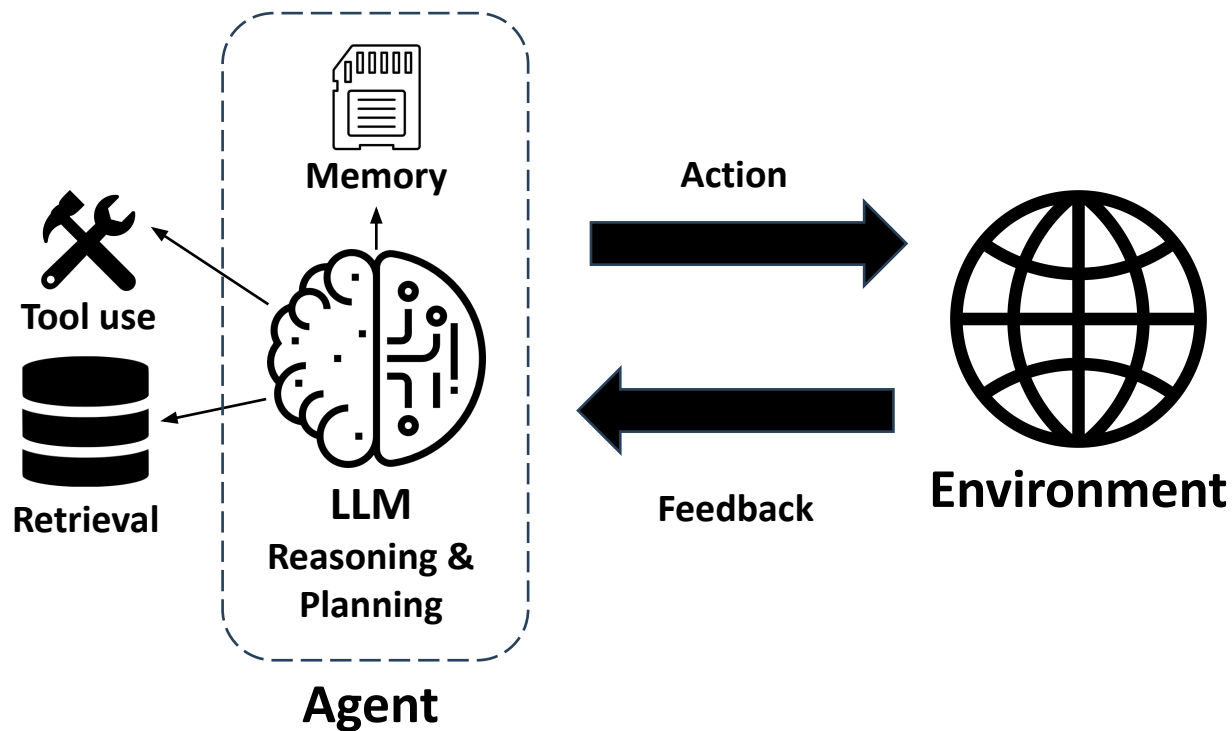 Memory
Tool use
Retrieval
LLM
Reasoning &
Planning
Agent
Action
Feedback
Environment